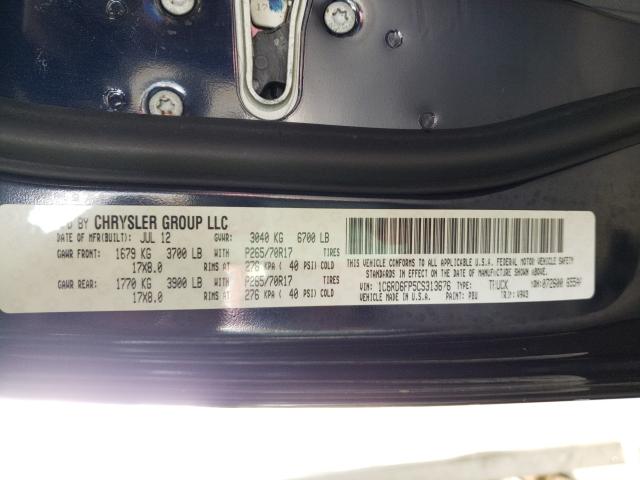 17
BY CHRYSLER GROUP LLC
DATE OF MFR(BUILT): JUL 12 GVWR: 3040 KG 6700 LB
GAWR FRONT: 1679 KG 3700 LB WITH P265/70R17 TIRES
17X8.0 RIMS AT 276 KPA ( 40 PSI) COLD
GAWR REAR: 1770 KG 3900 LB WITH P265/70R17 TIRES
17X8.0 RIMS AT 276 KPA ( 40 PSI) COLD
THIS VEHICLE CONFORMS TO ALL APPLICABLE U.S.A. FEDERAL MOTOR VEHICLE SAFETY
STANDARDS IN EFFECT ON THE DATE OF MANUFACTURE SHOWN ABOVE.
VIN: 1C6RD6FP5CS313676 TYPE: TRUCK
VEHICLE MADE IN U.S.A. PAINT: PBU TRIM: V9X9